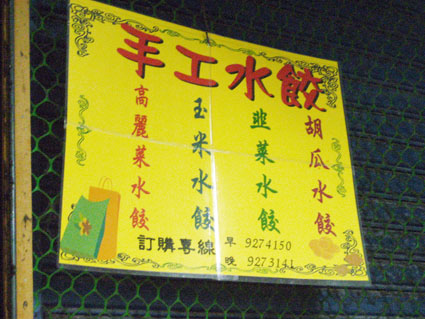 手工水餃
高麗菜水餃
玉米水餃
韭菜水餃
胡瓜水餃
訂購專線 早 9274150
晚 9273141